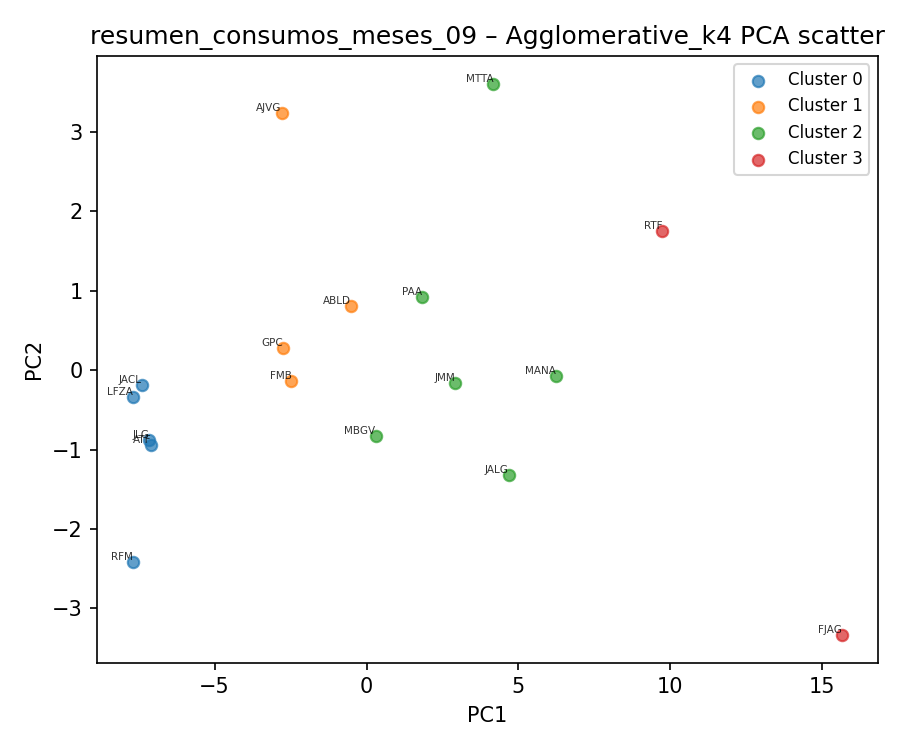 resumen_consumos_meses_09 – Agglomerative_k4 PCA scatter
Cluster 0
Cluster 1
Cluster 2
Cluster 3
MTTA
AJVG
RTF
PAA
ABLD
GPC
FMB
JMM
MANA
JACL
LFZA
MBGV
JLG
JALG
RFM
FJAG
3
2
1
0
−1
−2
−3
PC2
−5
0
5
10
15
PC1